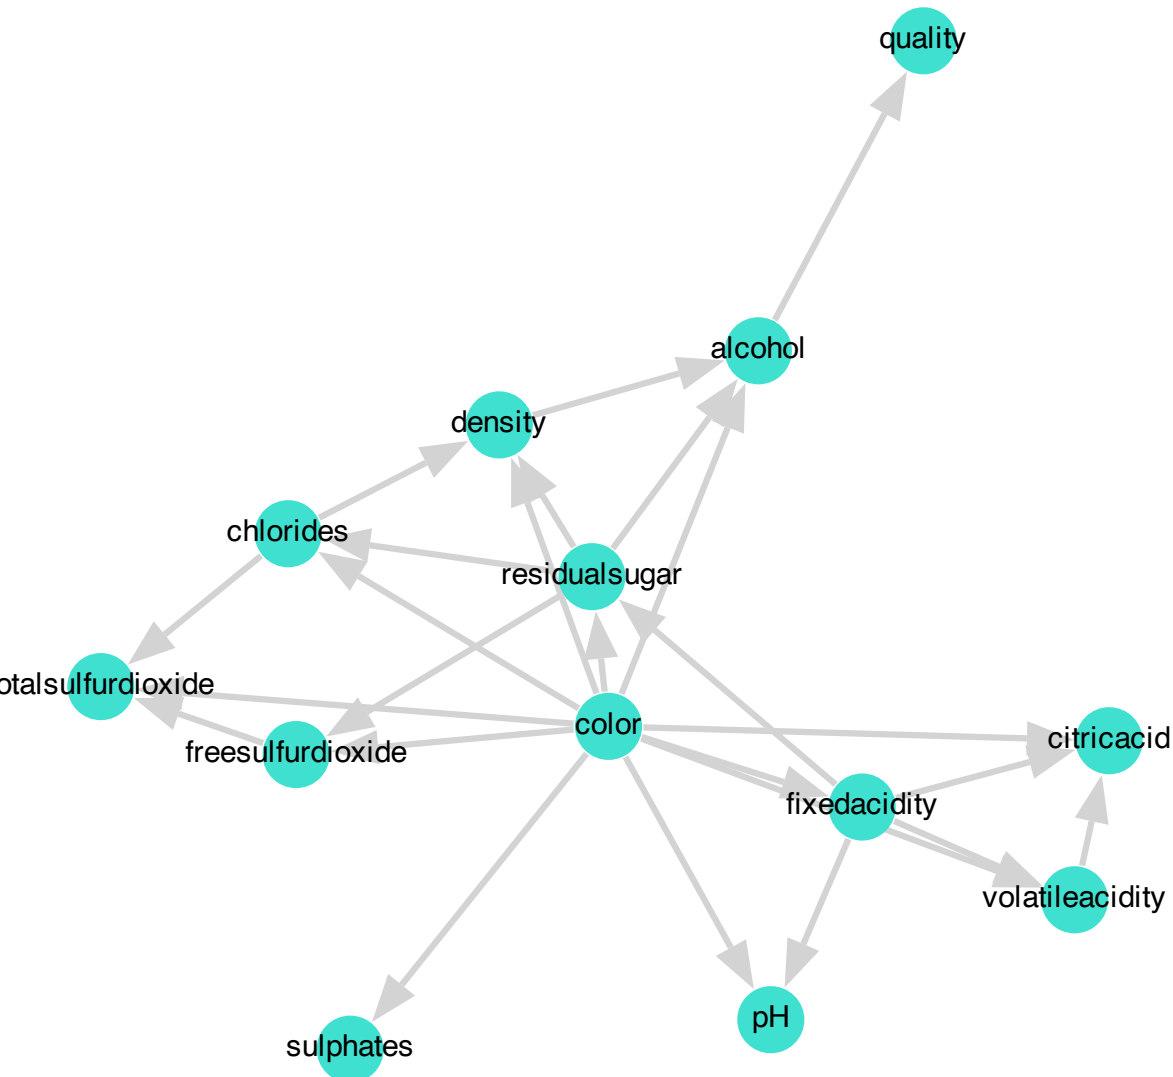 quality
alcohol
density
chlorides
residualsugar
otalsulfurdioxide
color
freesulfurdioxide
citricacid
fixedacidity
volatileacidity
pH
sulphates